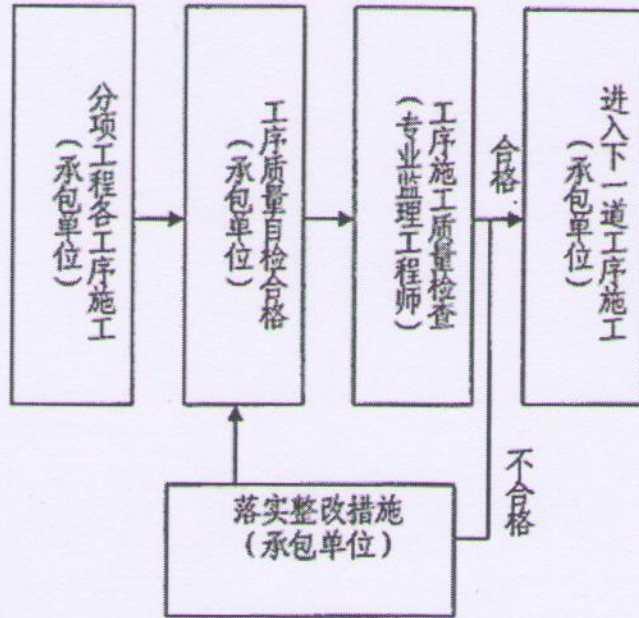 分项工程各工序施工
（承包单位）
工序质量自检合格
（承包单位）
工序施工质量检查
（专业监理工程师）
合格
进入下一道工序施工
（承包单位）
不合格
落实整改措施
（承包单位）